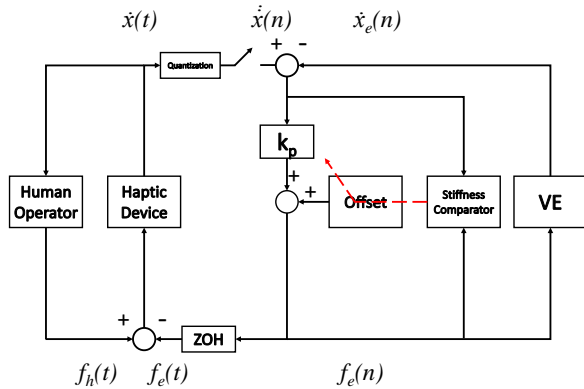 ẋ(t) ẋ̇(n) ẋₑ(n)
Quantization
+ -
kₚ
+
+
Human Operator
Haptic Device
Offset
Stiffness Comparator
VE
+ -
ZOH
fₕ(t) fₑ(t) fₑ(n)